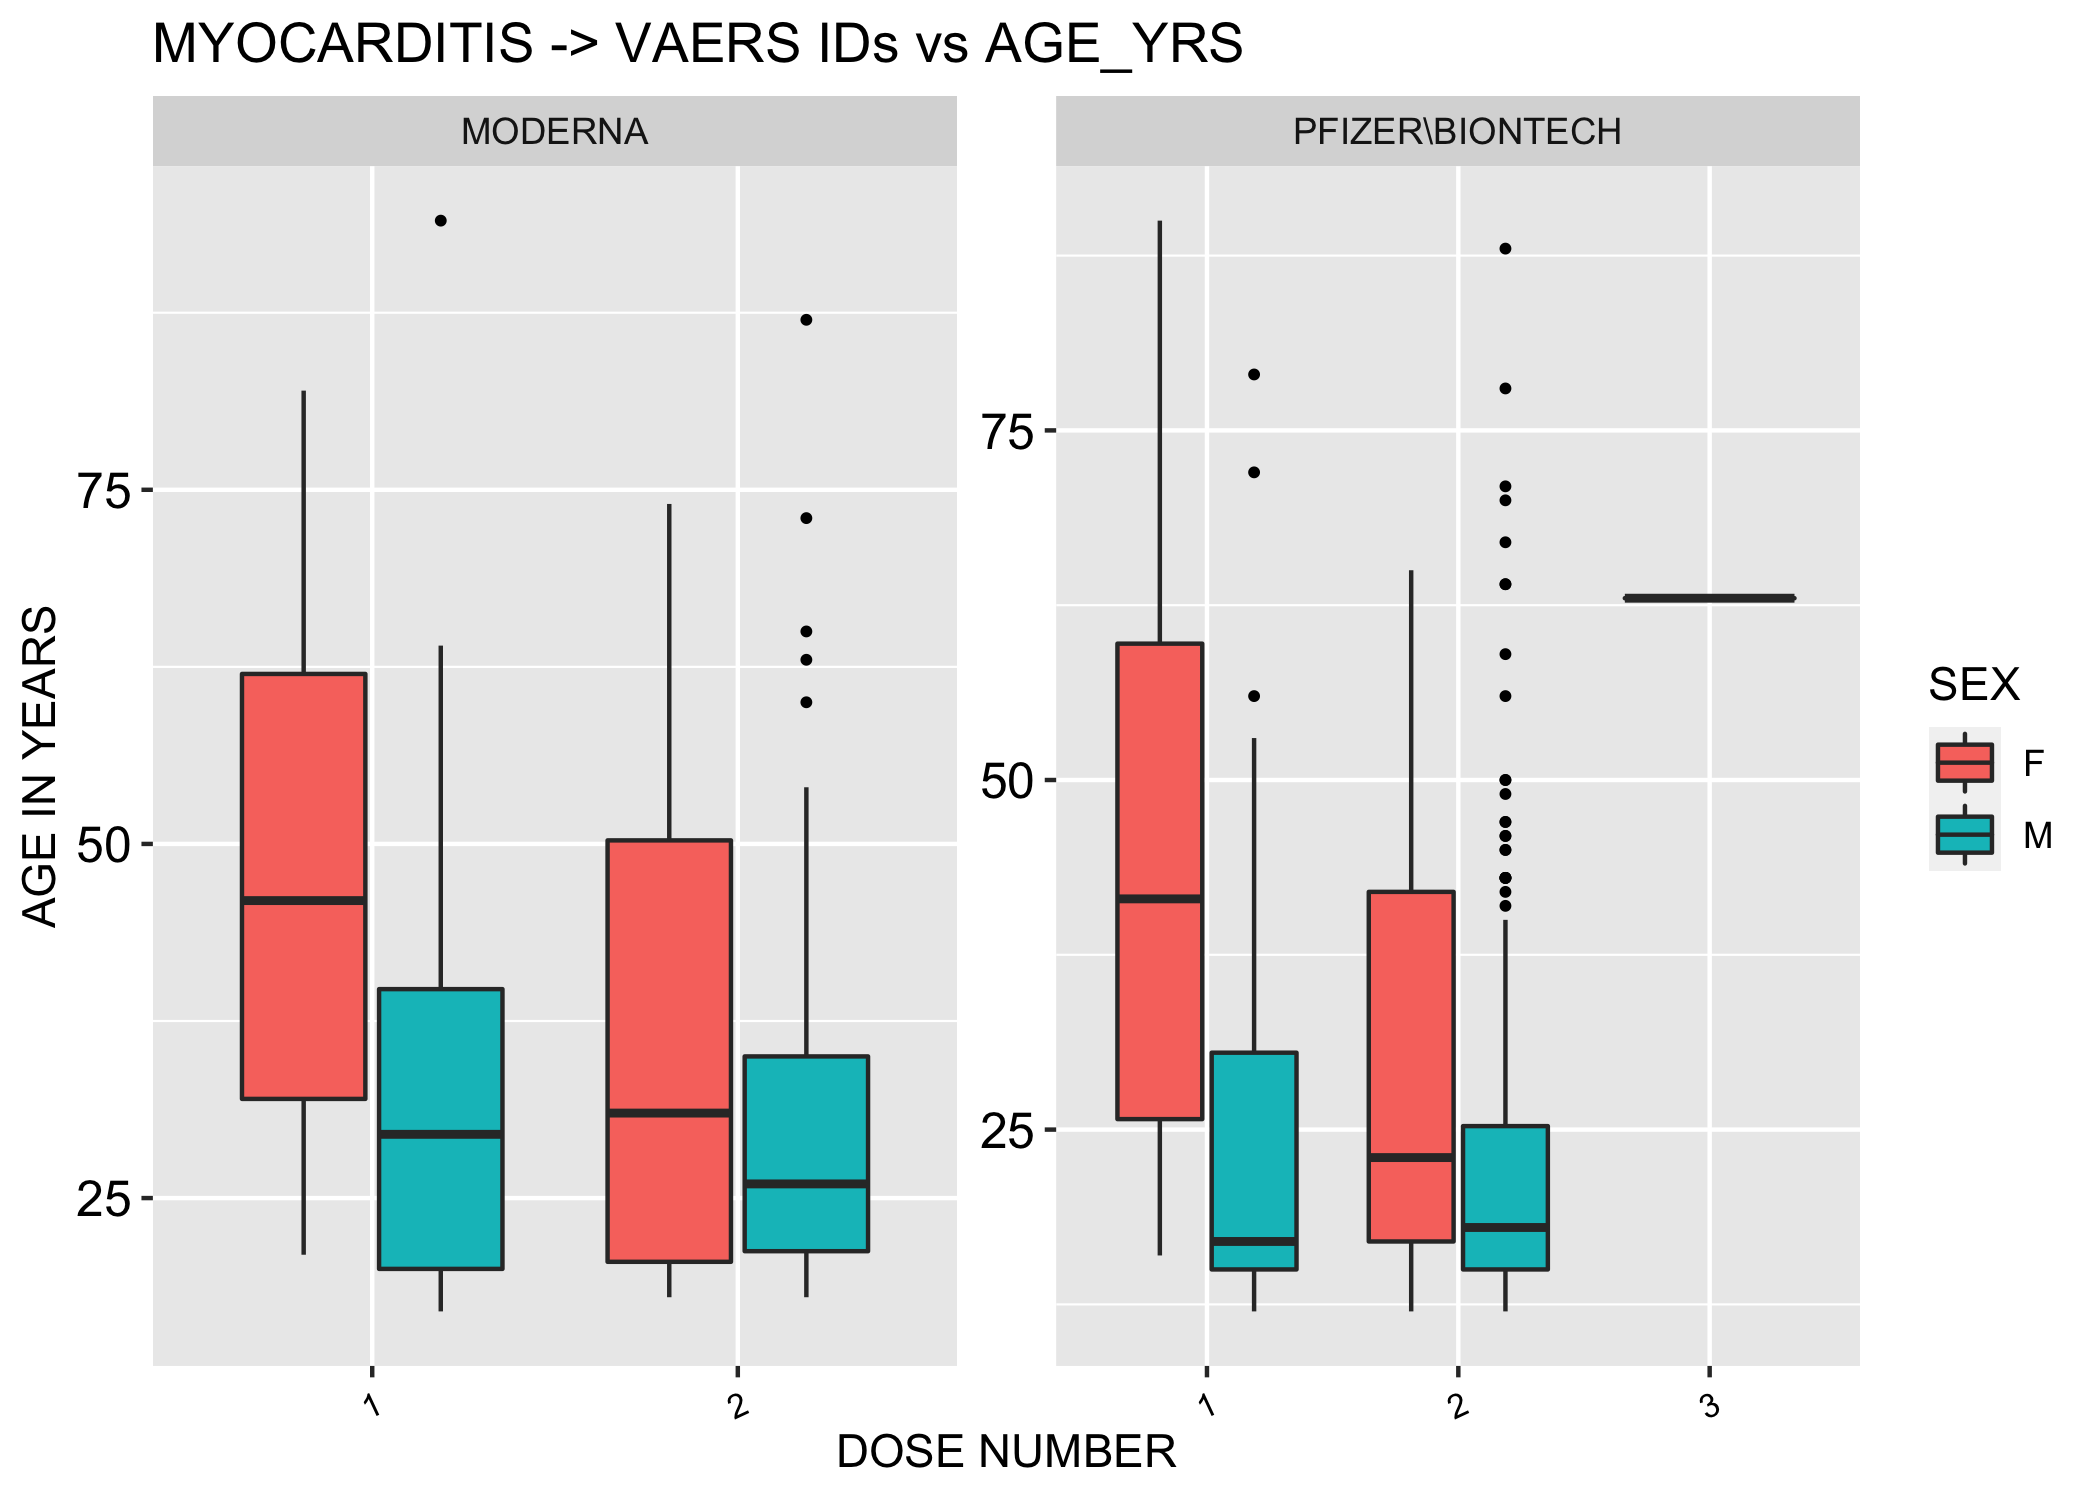 MYOCARDITIS -> VAERS IDs vs AGE_YRS
MODERNA
PFIZER\BIONTECH
AGE IN YEARS
75
50
25
75
50
25
1
2
1
2
3
DOSE NUMBER
SEX
F
M